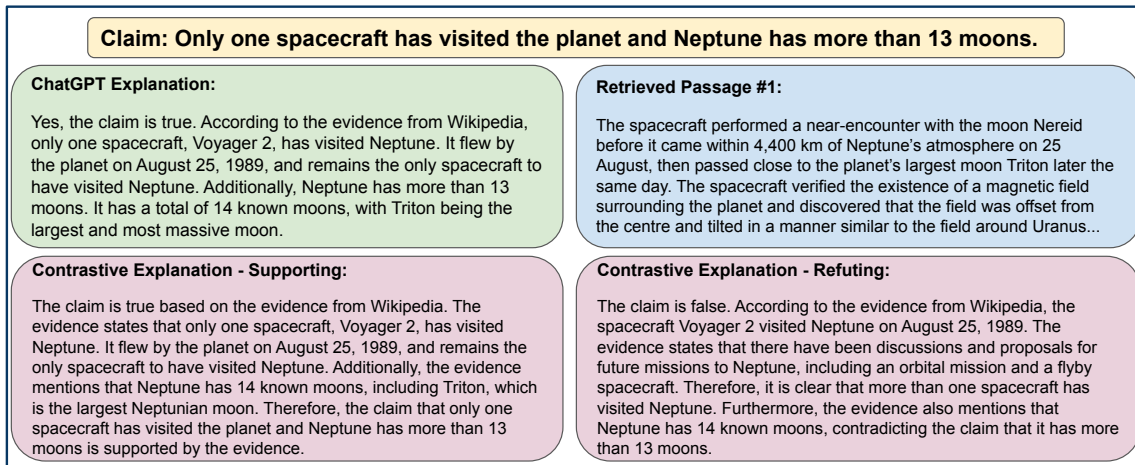 Claim: Only one spacecraft has visited the planet and Neptune has more than 13 moons.
ChatGPT Explanation:
Yes, the claim is true. According to the evidence from Wikipedia,
only one spacecraft, Voyager 2, has visited Neptune. It flew by
the planet on August 25, 1989, and remains the only spacecraft to
have visited Neptune. Additionally, Neptune has more than 13
moons. It has a total of 14 known moons, with Triton being the
largest and most massive moon.
Retrieved Passage #1:
The spacecraft performed a near-encounter with the moon Nereid
before it came within 4,400 km of Neptune's atmosphere on 25
August, then passed close to the planet's largest moon Triton later the
same day. The spacecraft verified the existence of a magnetic field
surrounding the planet and discovered that the field was offset from
the centre and tilted in a manner similar to the field around Uranus...
Contrastive Explanation - Supporting:
The claim is true based on the evidence from Wikipedia. The
evidence states that only one spacecraft, Voyager 2, has visited
Neptune. It flew by the planet on August 25, 1989, and remains the
only spacecraft to have visited Neptune. Additionally, the evidence
mentions that Neptune has 14 known moons, including Triton, which
is the largest Neptunian moon. Therefore, the claim that only one
spacecraft has visited the planet and Neptune has more than 13
moons is supported by the evidence.
Contrastive Explanation - Refuting:
The claim is false. According to the evidence from Wikipedia, the
spacecraft Voyager 2 visited Neptune on August 25, 1989. The
evidence states that there have been discussions and proposals for
future missions to Neptune, including an orbital mission and a flyby
spacecraft. Therefore, it is clear that more than one spacecraft has
visited Neptune. Furthermore, the evidence also mentions that
Neptune has 14 known moons, contradicting the claim that it has more
than 13 moons.